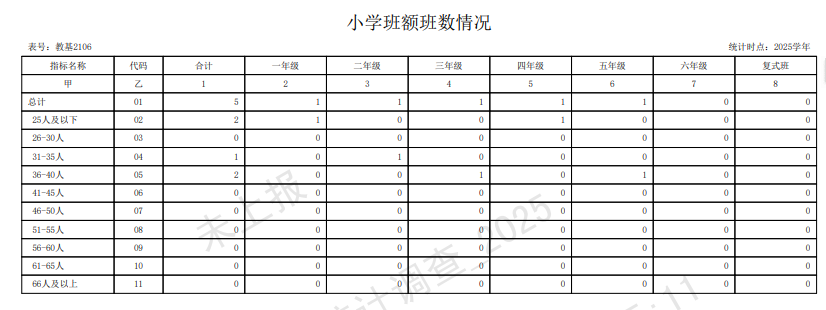 小学班额班数情况
表号：教基2106 统计时点：2025学年
指标名称 代码 合计 一年级 二年级 三年级 四年级 五年级 六年级 复式班
甲 乙 1 2 3 4 5 6 7 8
总计 01 5 1 1 1 1 1 0 0
25人及以下 02 2 1 0 0 1 0 0 0
26-30人 03 0 0 0 0 0 0 0 0
31-35人 04 1 0 1 0 0 0 0 0
36-40人 05 2 0 0 1 0 1 0 0
41-45人 06 0 0 0 0 0 0 0 0
46-50人 07 0 0 0 0 0 0 0 0
51-55人 08 0 0 0 0 0 0 0 0
56-60人 09 0 0 0 0 0 0 0 0
61-65人 10 0 0 0 0 0 0 0 0
66人及以上 11 0 0 0 0 0 0 0 0
未上报
计调查_2025